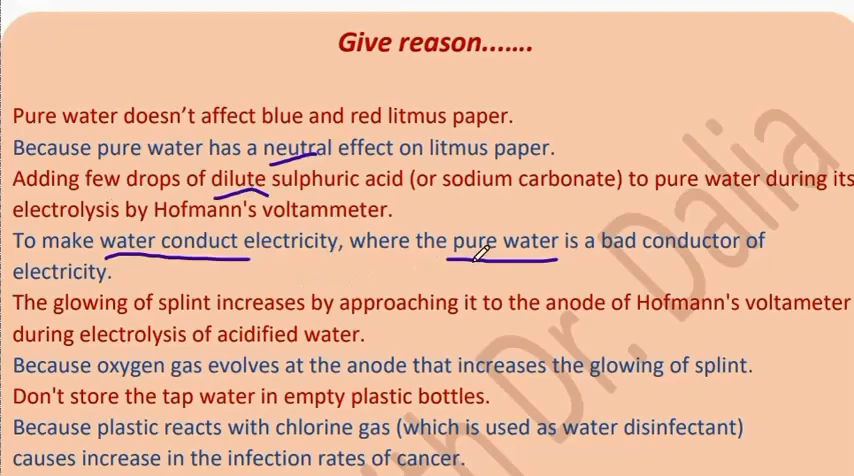 Give reason.......
Pure water doesn't affect blue and red litmus paper.
Because pure water has a neutral effect on litmus paper.
Adding few drops of dilute sulphuric acid (or sodium carbonate) to pure water during its
electrolysis by Hofmann's voltammeter.
To make water conduct electricity, where the pure water is a bad conductor of
electricity.
The glowing of splint increases by approaching it to the anode of Hofmann's voltameter
during electrolysis of acidified water.
Because oxygen gas evolves at the anode that increases the glowing of splint.
Don't store the tap water in empty plastic bottles.
Because plastic reacts with chlorine gas (which is used as water disinfectant)
causes increase in the infection rates of cancer.
th Dr. Dalia